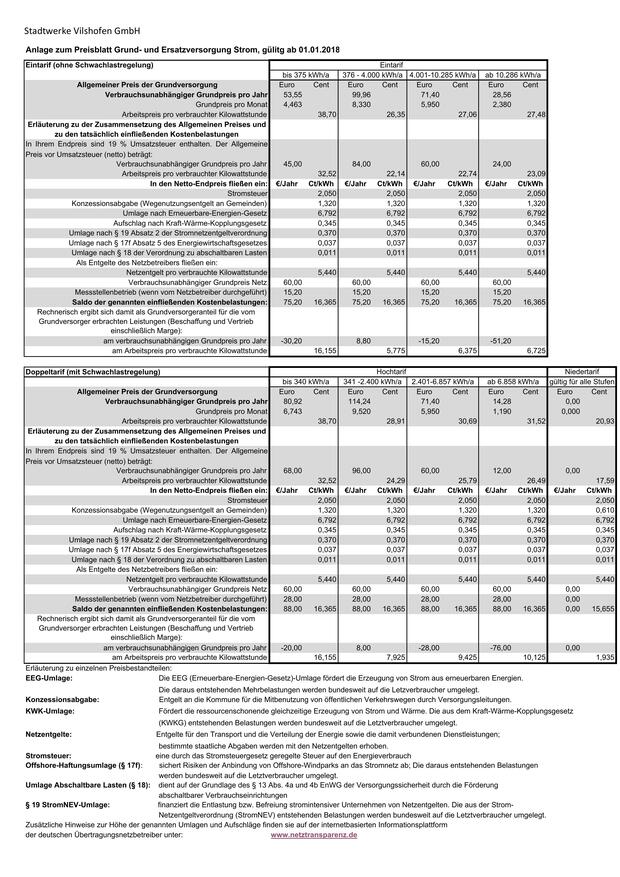 Stadtwerke Vilshofen GmbH
Anlage zum Preisblatt Grund- und Ersatzversorgung Strom, gülitg ab 01.01.2018
Eintarif (ohne Schwachlastregelung) Eintarif
bis 375 kWh/a 376 - 4.000 kWh/a 4.001-10.285 kWh/a ab 10.286 kWh/a
Allgemeiner Preis der Grundversorgung Euro Cent Euro Cent Euro Cent Euro Cent
Verbrauchsunabhängiger Grundpreis pro Jahr 53,55 99,96 71,40 28,56
Grundpreis pro Monat 4,463 8,330 5,950 2,380
Arbeitspreis pro verbrauchter Kilowattstunde 38,70 26,35 27,06 27,48
Erläuterung zu der Zusammensetzung des Allgemeinen Preises und
zu den tatsächlich einfließenden Kostenbelastungen
In Ihrem Endpreis sind 19 % Umsatzsteuer enthalten. Der Allgemeine
Preis vor Umsatzsteuer (netto) beträgt:
Verbrauchsunabhängiger Grundpreis pro Jahr 45,00 84,00 60,00 24,00
Arbeitspreis pro verbrauchte Kilowattstunde 32,52 22,14 22,74 23,09
In den Netto-Endpreis fließen ein: €/Jahr Ct/kWh €/Jahr Ct/kWh €/Jahr Ct/kWh €/Jahr Ct/kWh
Stromsteuer 2,050 2,050 2,050 2,050
Konzessionsabgabe (Wegenutzungsentgelt an Gemeinden) 1,320 1,320 1,320 1,320
Umlage nach Erneuerbare-Energien-Gesetz 6,792 6,792 6,792 6,792
Aufschlag nach Kraft-Wärme-Kopplungsgesetz 0,345 0,345 0,345 0,345
Umlage nach § 19 Absatz 2 der Stromnetzentgeltverordnung 0,370 0,370 0,370 0,370
Umlage nach § 17f Absatz 5 des Energiewirtschaftsgesetzes 0,037 0,037 0,037 0,037
Umlage nach § 18 der Verordnung zu abschaltbaren Lasten 0,011 0,011 0,011 0,011
Als Entgelte des Netzbetreibers fließen ein:
Netzentgelt pro verbrauchte Kilowattstunde 5,440 5,440 5,440 5,440
Verbrauchsunabhängiger Grundpreis Netz 60,00 60,00 60,00 60,00
Messstellenbetrieb (wenn vom Netzbetreiber durchgeführt) 15,20 15,20 15,20 15,20
Saldo der genannten einfließenden Kostenbelastungen: 75,20 16,365 75,20 16,365 75,20 16,365 75,20 16,365
Rechnerisch ergibt sich damit als Grundversorgeranteil für die vom
Grundversorger erbrachten Leistungen (Beschaffung und Vertrieb
einschließlich Marge):
am verbrauchsunabhängigen Grundpreis pro Jahr -30,20 8,80 -15,20 -51,20
am Arbeitspreis pro verbrauchte Kilowattstunde 16,155 5,775 6,375 6,725
Doppeltarif (mit Schwachlastregelung) Hochtarif Niedertarif
bis 340 kWh/a 341 -2.400 kWh/a 2.401-6.857 kWh/a ab 6.858 kWh/a gültig für alle Stufen
Allgemeiner Preis der Grundversorgung Euro Cent Euro Cent Euro Cent Euro Cent Euro Cent
Verbrauchsunabhängiger Grundpreis pro Jahr 80,92 114,24 71,40 14,28 0,00
Grundpreis pro Monat 6,743 9,520 5,950 1,190 0,000
Arbeitspreis pro verbrauchter Kilowattstunde 38,70 28,91 30,69 31,52 20,93
Erläuterung zu der Zusammensetzung des Allgemeinen Preises und
zu den tatsächlich einfließenden Kostenbelastungen
In Ihrem Endpreis sind 19 % Umsatzsteuer enthalten. Der Allgemeine
Preis vor Umsatzsteuer (netto) beträgt:
Verbrauchsunabhängiger Grundpreis pro Jahr 68,00 96,00 60,00 12,00 0,00
Arbeitspreis pro verbrauchte Kilowattstunde 32,52 24,29 25,79 26,49 17,59
In den Netto-Endpreis fließen ein: €/Jahr Ct/kWh €/Jahr Ct/kWh €/Jahr Ct/kWh €/Jahr Ct/kWh €/Jahr Ct/kWh
Stromsteuer 2,050 2,050 2,050 2,050 2,050
Konzessionsabgabe (Wegenutzungsentgelt an Gemeinden) 1,320 1,320 1,320 1,320 0,610
Umlage nach Erneuerbare-Energien-Gesetz 6,792 6,792 6,792 6,792 6,792
Aufschlag nach Kraft-Wärme-Kopplungsgesetz 0,345 0,345 0,345 0,345 0,345
Umlage nach § 19 Absatz 2 der Stromnetzentgeltverordnung 0,370 0,370 0,370 0,370 0,370
Umlage nach § 17f Absatz 5 des Energiewirtschaftsgesetzes 0,037 0,037 0,037 0,037 0,037
Umlage nach § 18 der Verordnung zu abschaltbaren Lasten 0,011 0,011 0,011 0,011 0,011
Als Entgelte des Netzbetreibers fließen ein:
Netzentgelt pro verbrauchte Kilowattstunde 5,440 5,440 5,440 5,440 5,440
Verbrauchsunabhängiger Grundpreis Netz 60,00 60,00 60,00 60,00 0,00
Messstellenbetrieb (wenn vom Netzbetreiber durchgeführt) 28,00 28,00 28,00 28,00 0,00
Saldo der genannten einfließenden Kostenbelastungen: 88,00 16,365 88,00 16,365 88,00 16,365 88,00 16,365 0,00 15,655
Rechnerisch ergibt sich damit als Grundversorgeranteil für die vom
Grundversorger erbrachten Leistungen (Beschaffung und Vertrieb
einschließlich Marge):
am verbrauchsunabhängigen Grundpreis pro Jahr -20,00 8,00 -28,00 -76,00 0,00
am Arbeitspreis pro verbrauchte Kilowattstunde 16,155 7,925 9,425 10,125 1,935
Erläuterung zu einzelnen Preisbestandteilen:
EEG-Umlage: Die EEG (Erneuerbare-Energien-Gesetz)-Umlage fördert die Erzeugung von Strom aus erneuerbaren Energien.
Die daraus entstehenden Mehrbelastungen werden bundesweit auf die Letzverbraucher umgelegt.
Konzessionsabgabe: Entgelt an die Kommune für die Mitbenutzung von öffentlichen Verkehrswegen durch Versorgungsleitungen.
KWK-Umlage: Fördert die ressourcenschonende gleichzeitige Erzeugung von Strom und Wärme. Die aus dem Kraft-Wärme-Kopplungsgesetz
(KWKG) entstehenden Belastungen werden bundesweit auf die Letztverbraucher umgelegt.
Netzentgelte: Entgelte für den Transport und die Verteilung der Energie sowie die damit verbundenen Dienstleistungen;
bestimmte staatliche Abgaben werden mit den Netzentgelten erhoben.
Stromsteuer: eine durch das Stromsteuergesetz geregelte Steuer auf den Energieverbrauch
Offshore-Haftungsumlage (§ 17f): sichert Risiken der Anbindung von Offshore-Windparks an das Stromnetz ab; Die daraus entstehenden Belastungen
werden bundesweit auf die Letztverbraucher umgelegt.
Umlage Abschaltbare Lasten (§ 18): dient auf der Grundlage des § 13 Abs. 4a und 4b EnWG der Versorgungssicherheit durch die Förderung
abschaltbarer Verbrauchseinrichtungen
§ 19 StromNEV-Umlage: finanziert die Entlastung bzw. Befreiung strominitensiver Unternehmen von Netzentgelten. Die aus der Strom-
Netzentgeltverordnung (StromNEV) entstehenden Belastungen werden bundesweit auf die Letztverbraucher umgelegt.
Zusätzliche Hinweise zur Höhe der genannten Umlagen und Aufschläge finden sie auf der internetbasierten Informationsplattform
der deutschen Übertragungsnetzbetreiber unter: www.netztransparenz.de